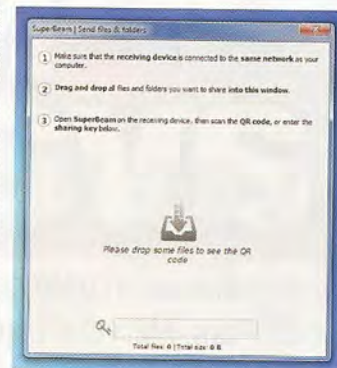 SuperBeam | Send files & folders
1 Make sure that the receiving device is connected to the same network as your
computer.
2 Drag and drop all files and folders you want to share into this window.
3 Open SuperBeam on the receiving device, then scan the QR code, or enter the
sharing key below.
Please drop some files to see the QR
code
Total files: 0 | Total size: 0 B